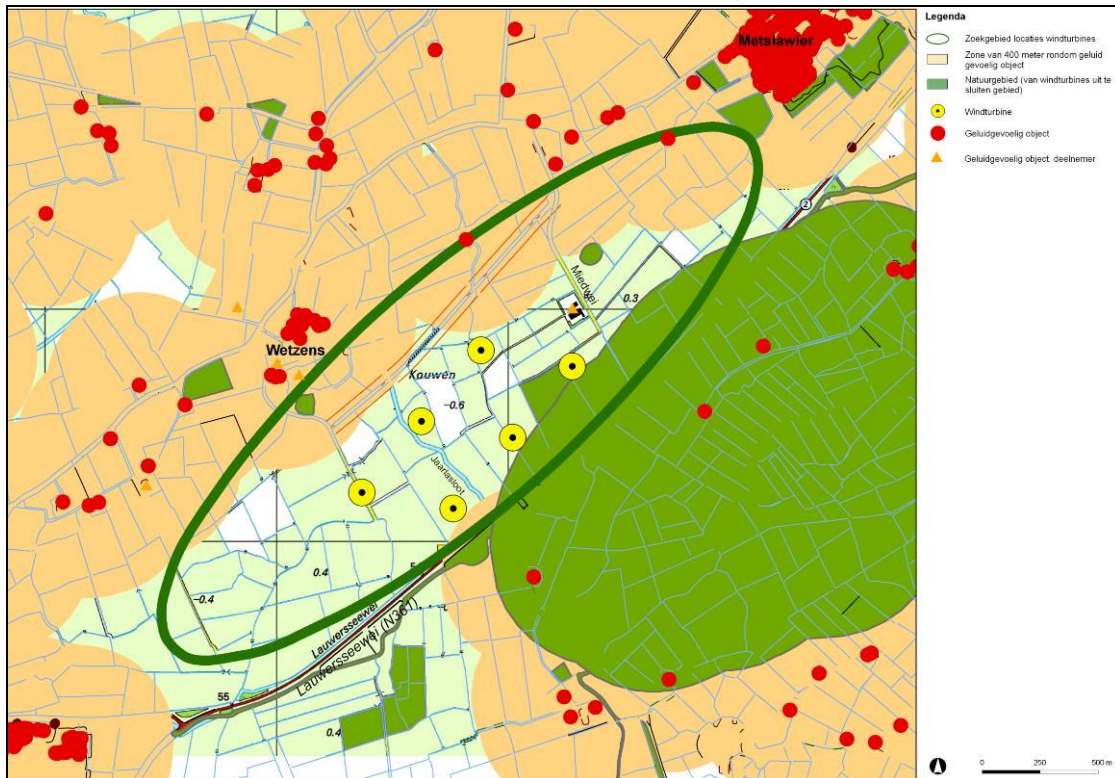 Metslawier
2
Miedwei
0.3
Wetzens
Kouwen
-0.6
Jaarlasloot
0.4
-0.4
5
Lauwersseewei
Lauwersseewei (N361)
55
0.4
Legenda
Zoekgebied locaties windturbines
Zone van 400 meter rondom geluid
gevoelig object
Natuurgebied (van windturbines uit te
sluiten gebied)
Windturbine
Geluidgevoelig object
Geluidgevoelig object, deelnemer
0 250 500 m